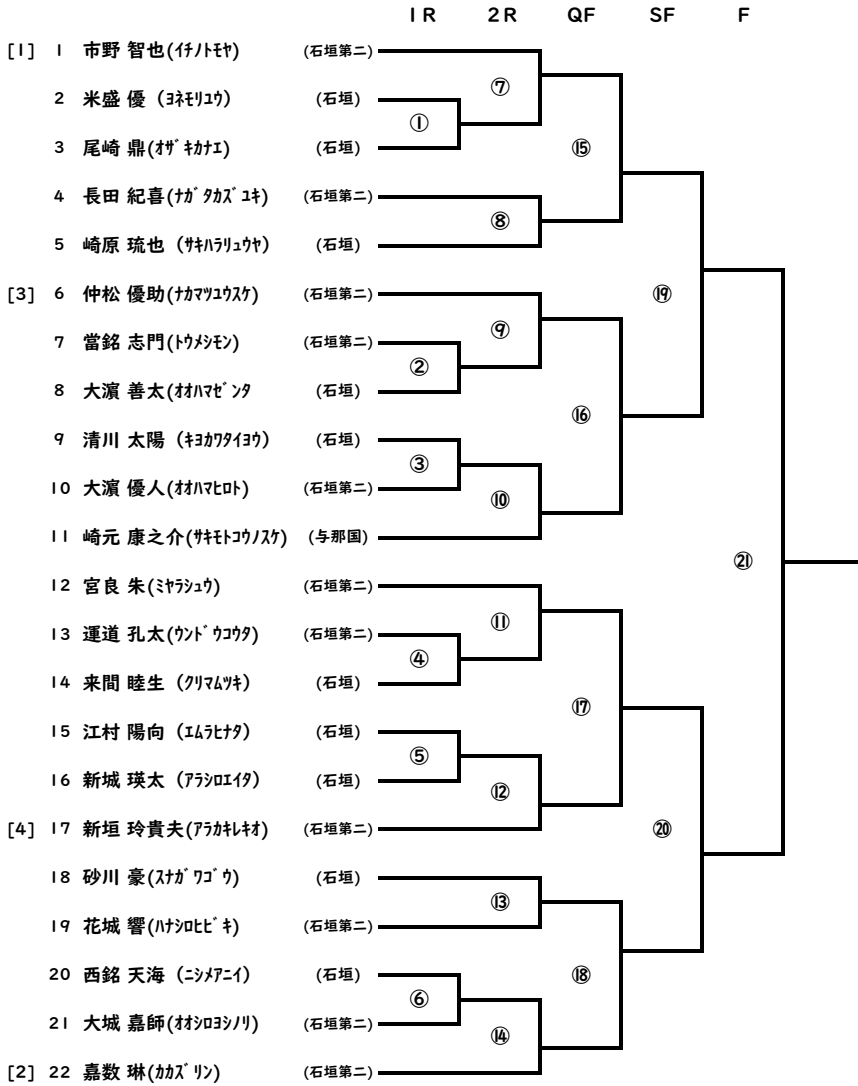 1R 2R QF SF F
[1] 1 市野 智也(イチノトモヤ) (石垣第二)
⑦
2 米盛 優 (ヨネモリユウ) (石垣)
①
3 尾崎 鼎(オザキカナエ) (石垣)
⑮
4 長田 紀喜(ナガタカズユキ) (石垣第二)
⑧
5 崎原 琉也 (サキハラリュウヤ) (石垣)
[3] 6 仲松 優助(ナカマツユウスケ) (石垣第二)
⑲
⑨
7 當銘 志門(トウメシモン) (石垣第二)
②
8 大濵 善太(オオハマゼンタ (石垣)
⑯
9 清川 太陽 (キヨカワタイヨウ) (石垣)
③
10 大濵 優人(オオハマヒロト) (石垣第二)
⑩
11 崎元 康之介(サキモトコウノスケ) (与那国)
㉑
12 宮良 朱(ミヤラシュウ) (石垣第二)
⑪
13 運道 孔太(ウンドウコウタ) (石垣第二)
④
14 来間 睦生 (クリマムツキ) (石垣)
⑰
15 江村 陽向 (エムラヒナタ) (石垣)
⑤
16 新城 瑛太 (アラシロエイタ) (石垣)
⑫
[4] 17 新垣 玲貴夫(アラカキレキオ) (石垣第二)
⑳
18 砂川 豪(スナガワゴウ) (石垣)
⑬
19 花城 響(ハナシロヒビキ) (石垣第二)
20 西銘 天海 (ニシメアニイ) (石垣)
⑱
⑥
21 大城 嘉師(オオシロヨシノリ) (石垣第二)
⑭
[2] 22 嘉数 琳(カカズリン) (石垣第二)